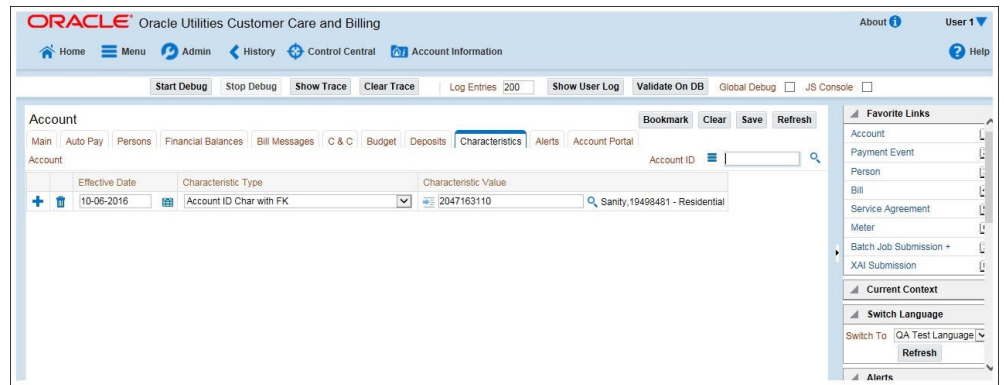 ORACLE® Oracle Utilities Customer Care and Billing About User 1
Home Menu Admin History Control Central Account Information Help
Start Debug Stop Debug Show Trace Clear Trace Log Entries 200 Show User Log Validate On DB Global Debug JS Console
Account Bookmark Clear Save Refresh
Main Auto Pay Persons Financial Balances Bill Messages C & C Budget Deposits Characteristics Alerts Account Portal
Account Account ID
Effective Date Characteristic Type Characteristic Value
10-06-2016 Account ID Char with FK 2047163110 Sanity,19498481 - Residential
Favorite Links
Account
Payment Event
Person
Bill
Service Agreement
Meter
Batch Job Submission +
XAI Submission
Current Context
Switch Language
Switch To QA Test Language
Refresh
Alerts